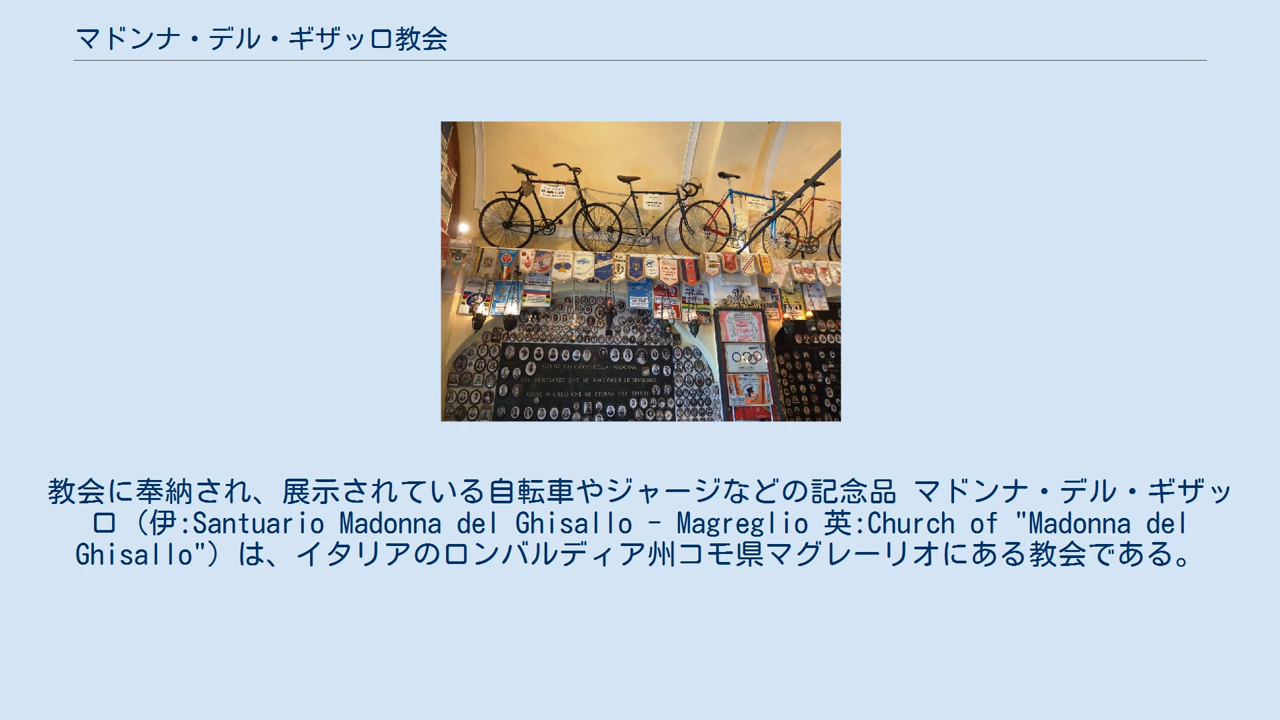 マドンナ・デル・ギザッロ教会
教会に奉納され、展示されている自転車やジャージなどの記念品 マドンナ・デル・ギザッ
ロ（伊:Santuario Madonna del Ghisallo - Magreglio 英:Church of "Madonna del
Ghisallo"）は、イタリアのロンバルディア州コモ県マグレーリオにある教会である。